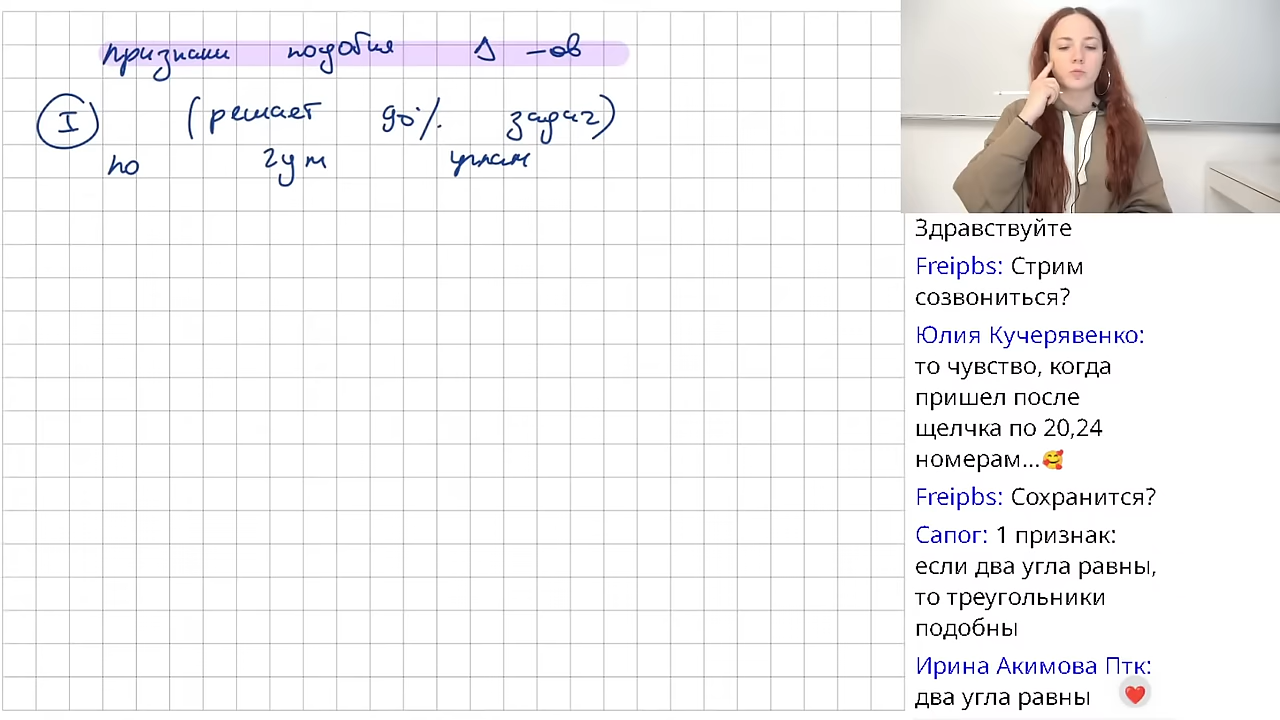 признаки подобия Δ -ов
I (решает 90% задач)
по 2ум углам
Здравствуйте
Freipbs: Стрим
созвониться?
Юлия Кучерявенко:
то чувство, когда
пришел после
щелчка по 20,24
номерам...🥰
Freipbs: Сохранится?
Сапог: 1 признак:
если два угла равны,
то треугольники
подобны
Ирина Акимова Птк:
два угла равны ❤️